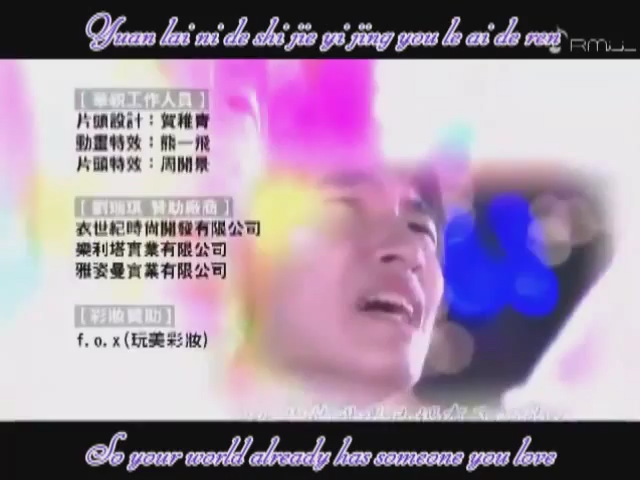 Yuan lai ni de shi jie yi jing you le ai de ren
[華視工作人員]
片頭設計：賀稚齊
動畫特效：熊一飛
片頭特效：周開景
[劉瑞琪 贊助廠商]
衣世紀時尚開發有限公司
樂利塔實業有限公司
雅姿曼實業有限公司
[彩妝贊助]
f.o.x(玩美彩妝)
So your world already has someone you love